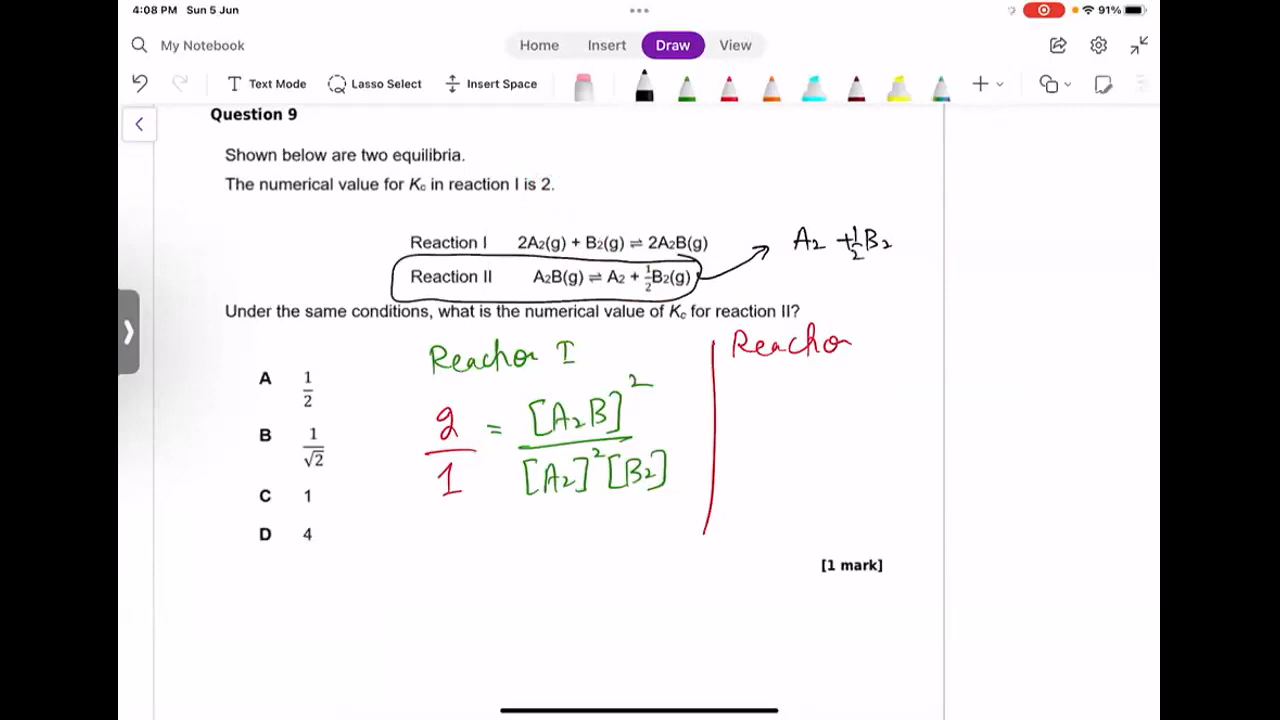 4:08 PM Sun 5 Jun
91%
My Notebook
Home Insert Draw View
Text Mode Lasso Select Insert Space
Question 9
Shown below are two equilibria.
The numerical value for Kc in reaction I is 2.
Reaction I 2A2(g) + B2(g) ⇌ 2A2B(g)
A2 + 1/2 B2
Reaction II A2B(g) ⇌ A2 + 1/2 B2(g)
Under the same conditions, what is the numerical value of Kc for reaction II?
Reaction I
Reaction
A 1/2
2/1 = [A2B]^2 / [A2]^2 [B2]
B 1/√2
C 1
D 4
[1 mark]